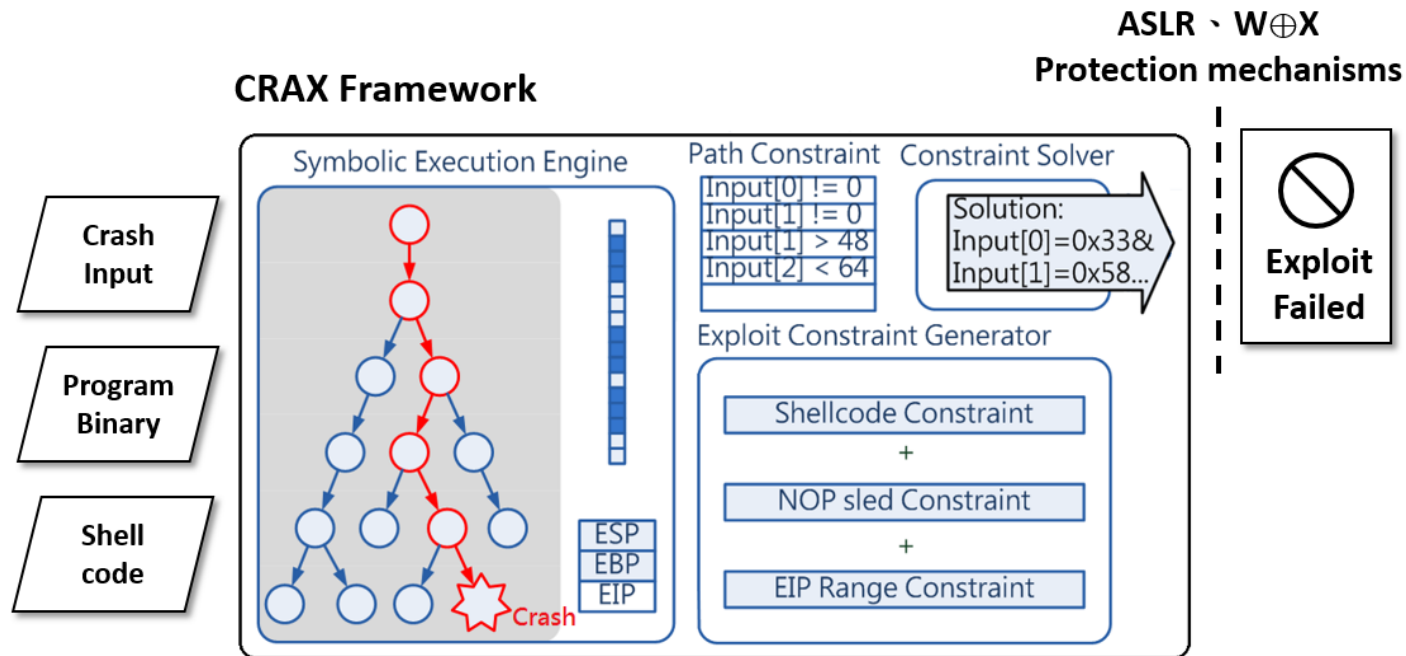 ASLR、W⊕X
Protection mechanisms
CRAX Framework
Crash
Input
Program
Binary
Shell
code
Symbolic Execution Engine
ESP
EBP
EIP
Crash
Path Constraint
Input[0] != 0
Input[1] != 0
Input[1] > 48
Input[2] < 64
Constraint Solver
Solution:
Input[0]=0x33&
Input[1]=0x58...
Exploit Constraint Generator
Shellcode Constraint
+
NOP sled Constraint
+
EIP Range Constraint
Exploit
Failed